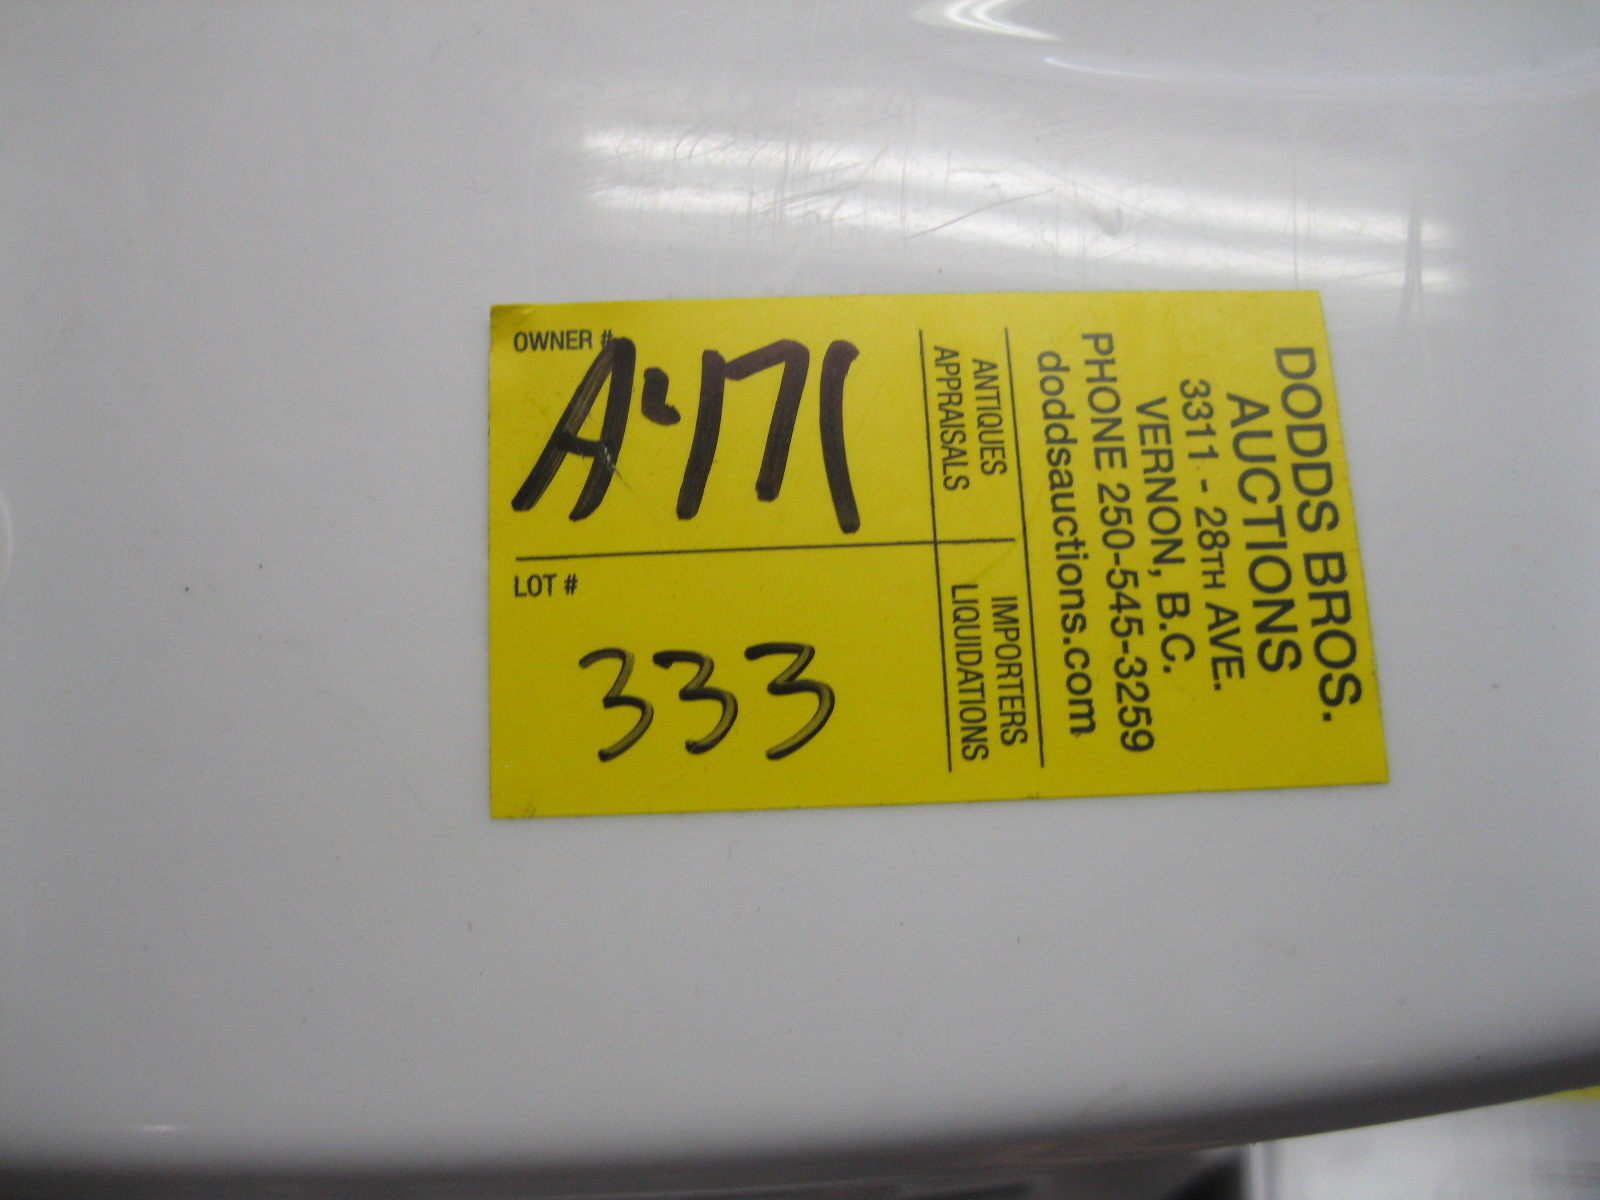 DODDS BROS.
AUCTIONS
3311 - 28TH AVE.
VERNON, B.C.
PHONE 250-545-3259
doddsauctions.com
ANTIQUES IMPORTERS
APPRAISALS LIQUIDATIONS
OWNER #
A-171
LOT #
333